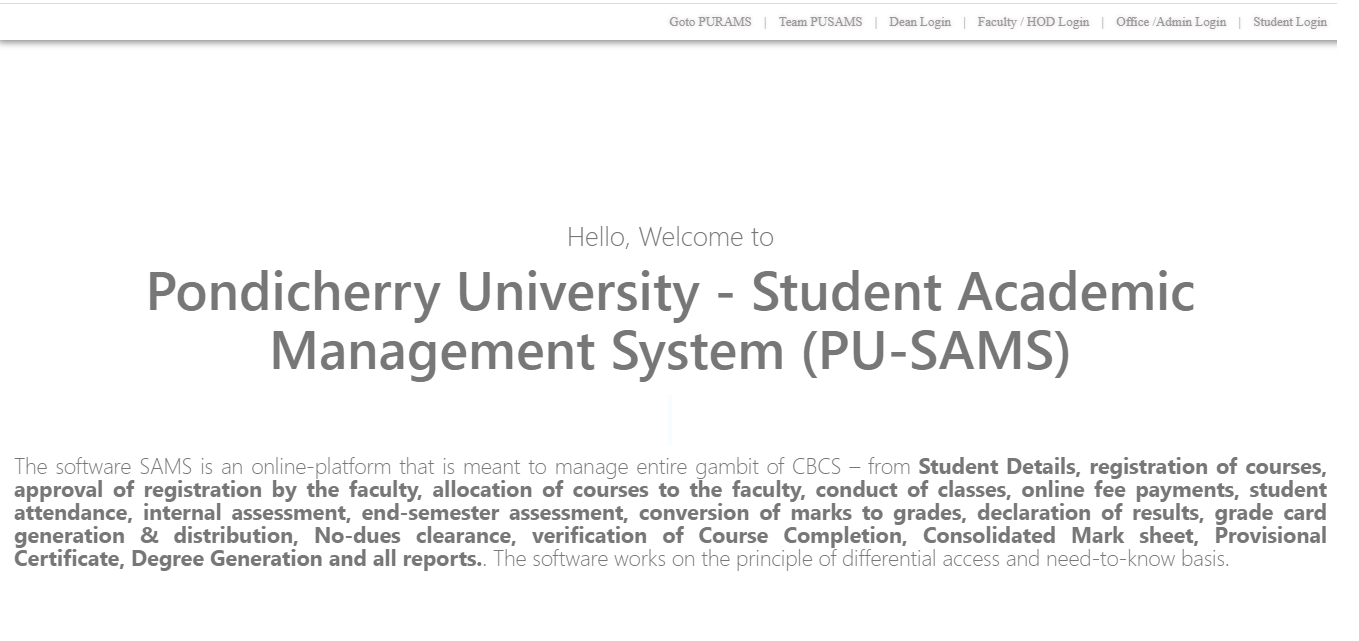 Goto PURAMS | Team PUSAMS | Dean Login | Faculty / HOD Login | Office /Admin Login | Student Login
Hello, Welcome to
Pondicherry University - Student Academic
Management System (PU-SAMS)
The software SAMS is an online-platform that is meant to manage entire gambit of CBCS – from Student Details, registration of courses,
approval of registration by the faculty, allocation of courses to the faculty, conduct of classes, online fee payments, student
attendance, internal assessment, end-semester assessment, conversion of marks to grades, declaration of results, grade card
generation & distribution, No-dues clearance, verification of Course Completion, Consolidated Mark sheet, Provisional
Certificate, Degree Generation and all reports.. The software works on the principle of differential access and need-to-know basis.